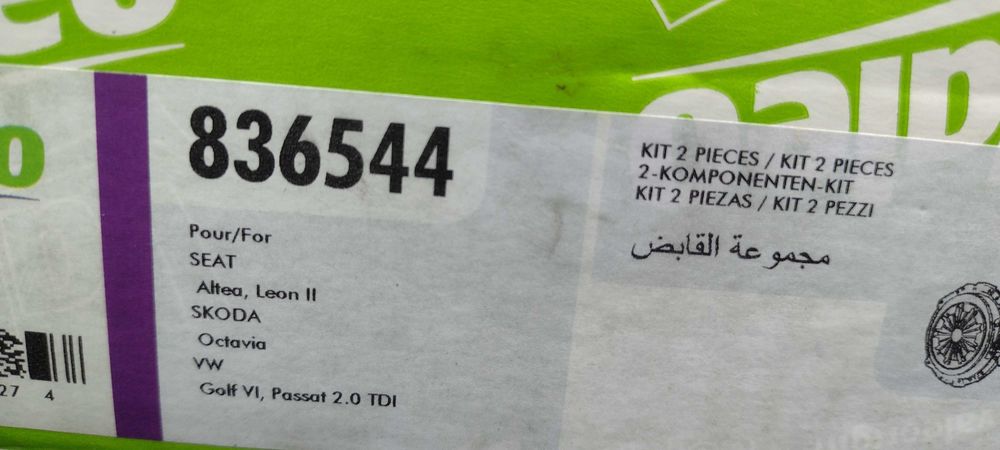 836544
Pour/For
SEAT
Altea, Leon II
SKODA
Octavia
VW
Golf VI, Passat 2.0 TDI
KIT 2 PIECES / KIT 2 PIECES
2-KOMPONENTEN-KIT
KIT 2 PIEZAS / KIT 2 PEZZI
مجموعة القابض
27 4